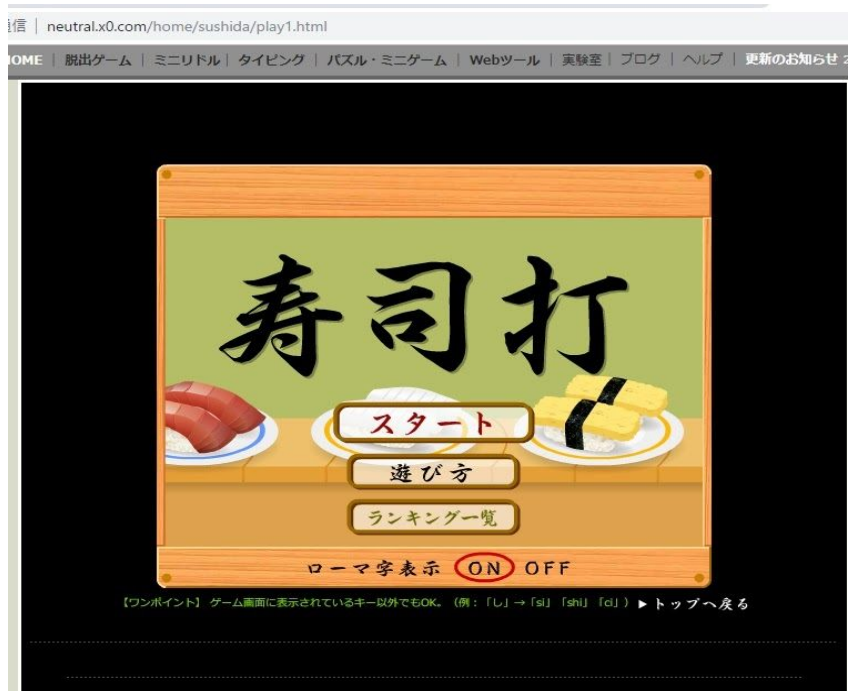 信 | neutral.x0.com/home/sushida/play1.html
HOME | 脱出ゲーム | ミニリドル | タイピング | パズル・ミニゲーム | Webツール | 実験室 | ブログ | ヘルプ | 更新のお知らせ 2
寿司打
スタート
遊び方
ランキング一覧
ローマ字表示 ON OFF
【ワンポイント】 ゲーム画面に表示されているキー以外でもOK。(例:「し」→「si」「shi」「ci」) ▶トップへ戻る